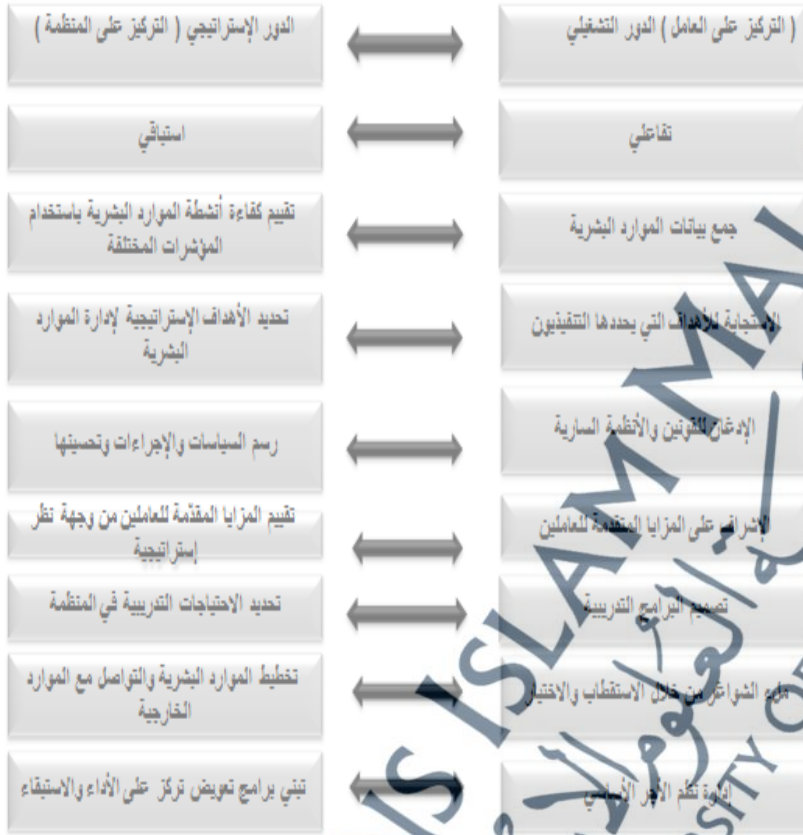 ( التركيز على العامل ) الدور التشغيلي
الدور الإستراتيجي ( التركيز على المنظمة )
تفاعلي
استباقي
جمع بيانات الموارد البشرية
تقييم كفاءة أنشطة الموارد البشرية باستخدام
المؤشرات المختلفة
الاستجابة للأهداف التي يحددها التنفيذيون
تحديد الأهداف الإستراتيجية لإدارة الموارد
البشرية
الإدعان للقونين والأنظمة السارية
رسم السياسات والإجراءات وتحسينها
الإشراف على المزايا المتقدمة للعاملين
تقييم المزايا المقدّمة للعاملين من وجهة نظر
إستراتيجية
تصميم البرامج التدريبية
تحديد الاحتياجات التدريبية في المنظمة
ملء الشواغر من خلال الاستقطاب والاختيار
تخطيط الموارد البشرية والتواصل مع الموارد
الخارجية
إدارة نظم الأجر الأساسي
تبني برامج تعويض تركز على الأداء والاستبقاء